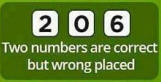 2 0 6
Two numbers are correct
but wrong placed